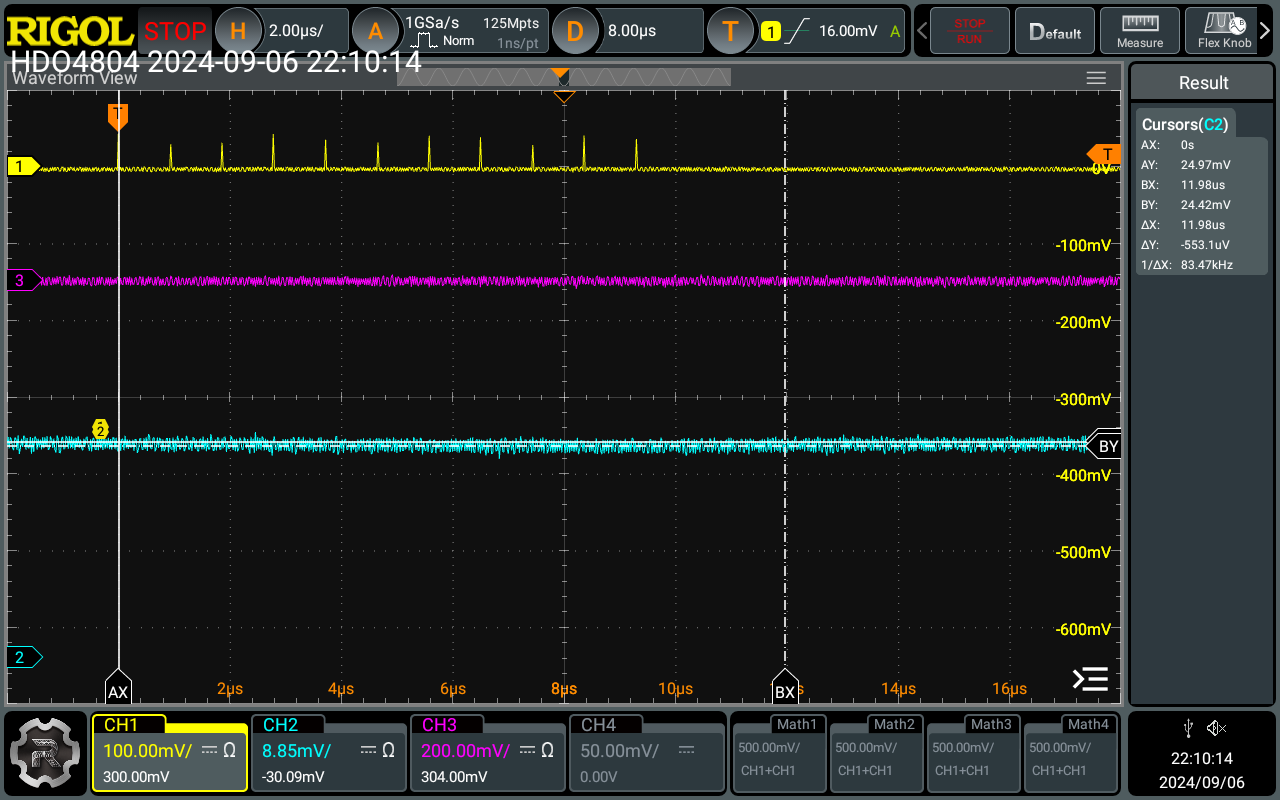 RIGOL STOP H 2.00µs/ A 1GSa/s 125Mpts D 8.00µs T 1 16.00mV A STOP Default Measure Flex Knob
Norm 1ns/pt RUN
HDO4804 2024-09-06 22:10:14
Waveform View
Result
T
Cursors(C2)
AX: 0s
AY: 24.97mV
BX: 11.98us
BY: 24.42mV
ΔX: 11.98us
ΔY: -553.1uV
1/ΔX: 83.47kHz
1 T
0V
-100mV
3
-200mV
-300mV
2
BY
-400mV
-500mV
-600mV
2
AX 2µs 4µs 6µs 8µs 10µs BX 14µs 16µs
CH1 CH2 CH3 CH4 Math1 Math2 Math3 Math4
100.00mV/ Ω 8.85mV/ Ω 200.00mV/ Ω 50.00mV/ 500.00mV/ 500.00mV/ 500.00mV/ 500.00mV/
300.00mV -30.09mV 304.00mV 0.00V CH1+CH1 CH1+CH1 CH1+CH1 CH1+CH1
R
22:10:14
2024/09/06